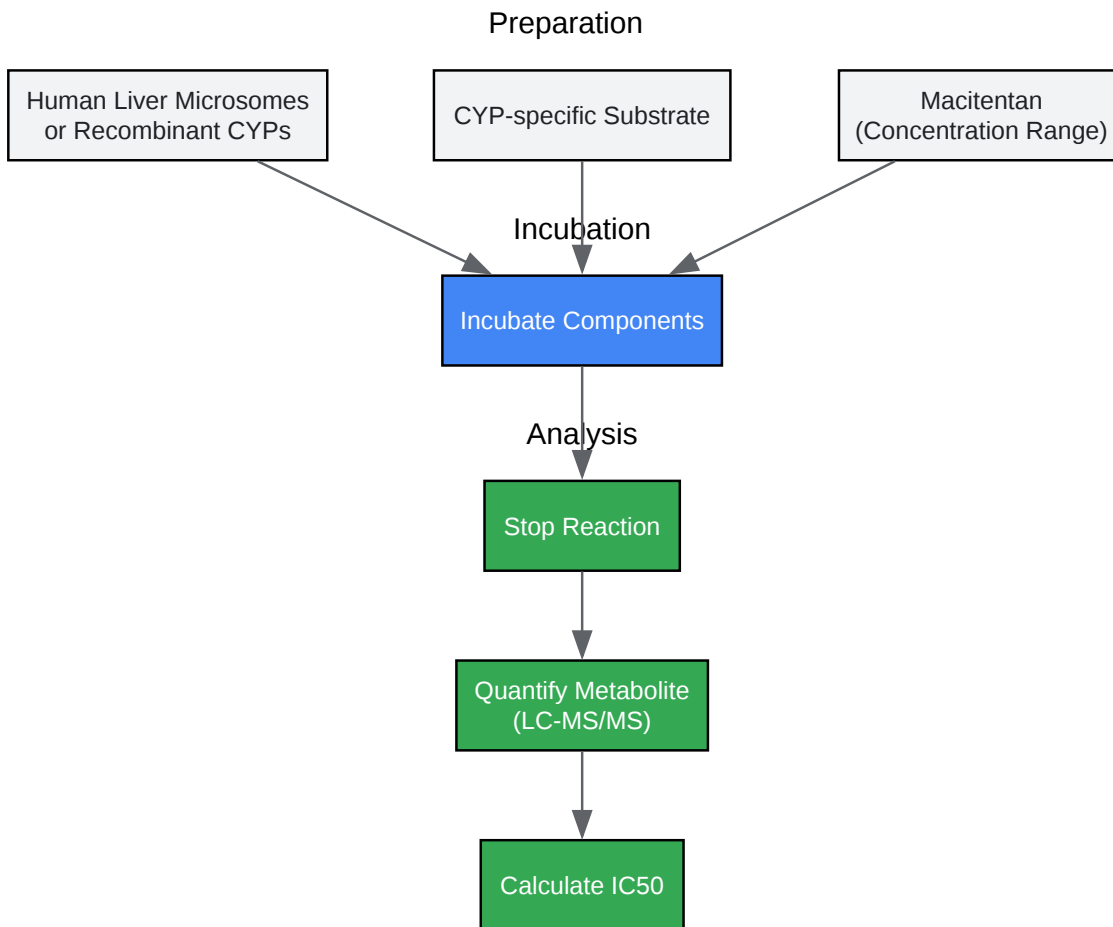 Preparation
Human Liver Microsomes
or Recombinant CYPs
CYP-specific Substrate
Macitentan
(Concentration Range)
Incubation
Incubate Components
Analysis
Stop Reaction
Quantify Metabolite
(LC-MS/MS)
Calculate IC50